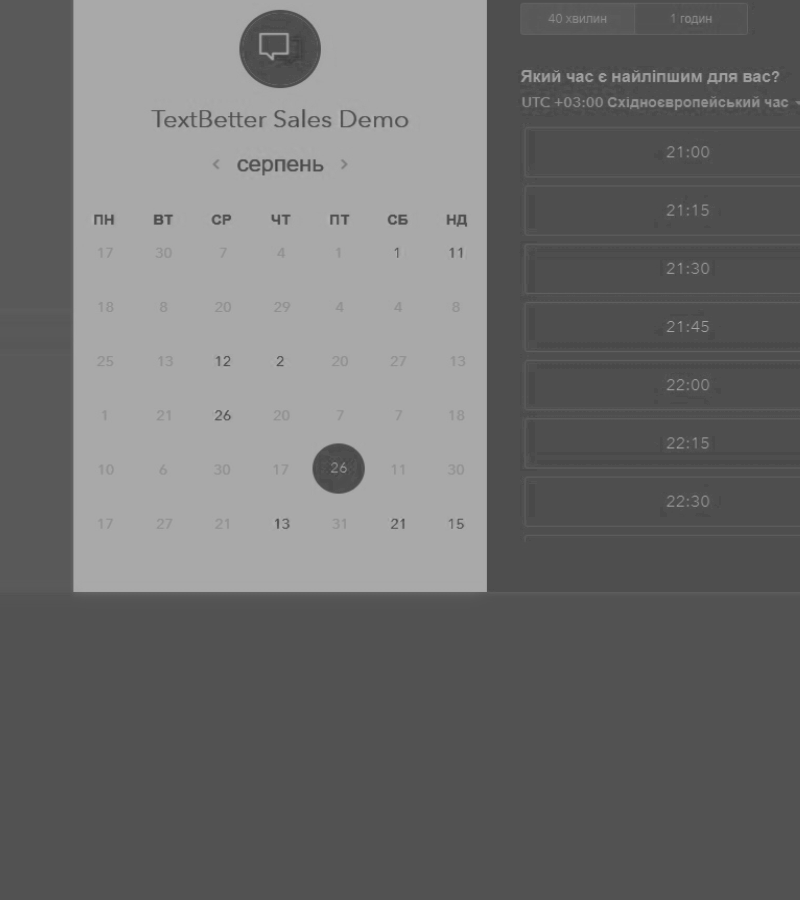 TextBetter Sales Demo
серпень
ПН ВТ СР ЧТ ПТ СБ НД
17 30 7 4 1 1 11
18 8 20 29 4 4 8
25 13 12 2 20 27 13
1 21 26 20 7 7 18
10 6 30 17 26 11 30
17 27 21 13 31 21 15
40 хвилин 1 годин
Який час є найліпшим для вас?
UTC +03:00 Східноєвропейський час
21:00
21:15
21:30
21:45
22:00
22:15
22:30